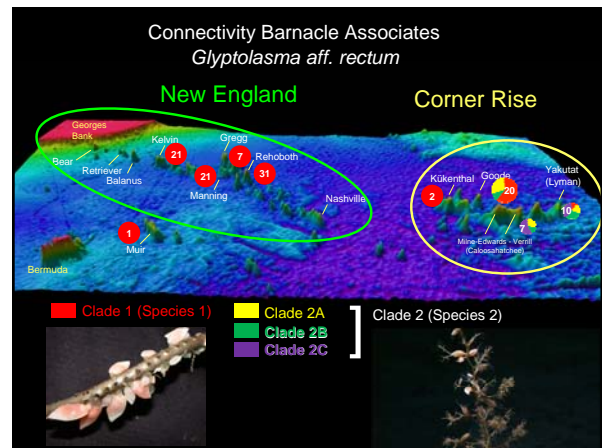 Connectivity Barnacle Associates
Glyptolasma aff. rectum
New England
Corner Rise
Georges
Bank
Bear
Retriever
Balanus
Kelvin
21
21
Manning
Gregg
7
Rehoboth
31
Nashville
1
Muir
Bermuda
2
Kükenthal
Goode
20
Yakutat
(Lyman)
10
7
Milne-Edwards - Verrill
(Caloosahatchee)
Clade 1 (Species 1)
Clade 2A
Clade 2B
Clade 2C
Clade 2 (Species 2)